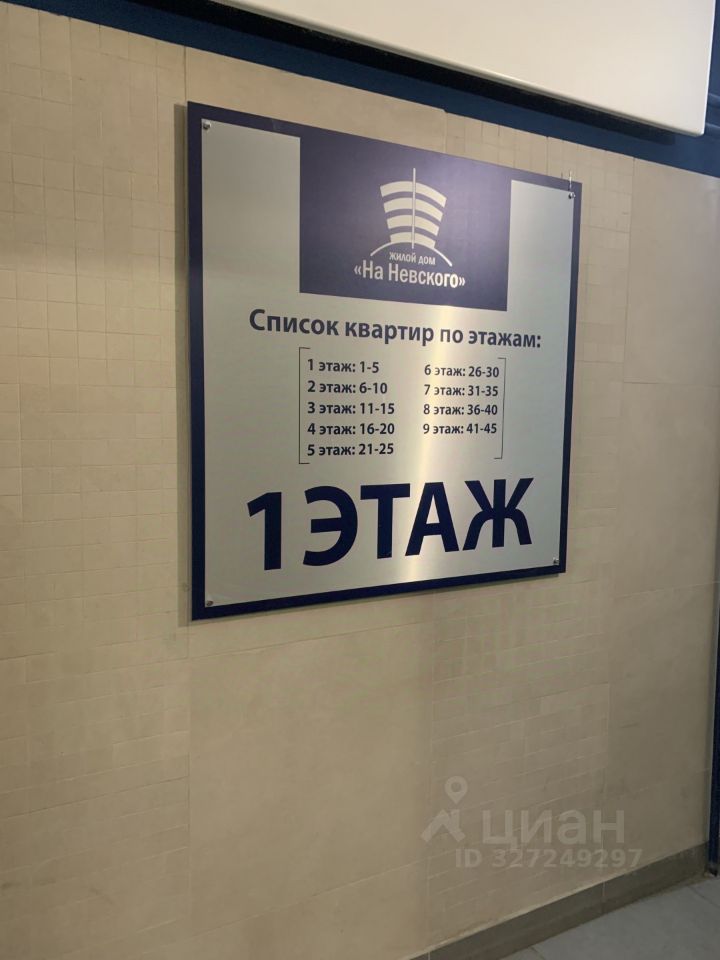 жилой дом
«На Невского»
Список квартир по этажам:
1 этаж: 1-5
2 этаж: 6-10
3 этаж: 11-15
4 этаж: 16-20
5 этаж: 21-25
6 этаж: 26-30
7 этаж: 31-35
8 этаж: 36-40
9 этаж: 41-45
1 ЭТАЖ
циан
ID 327249297